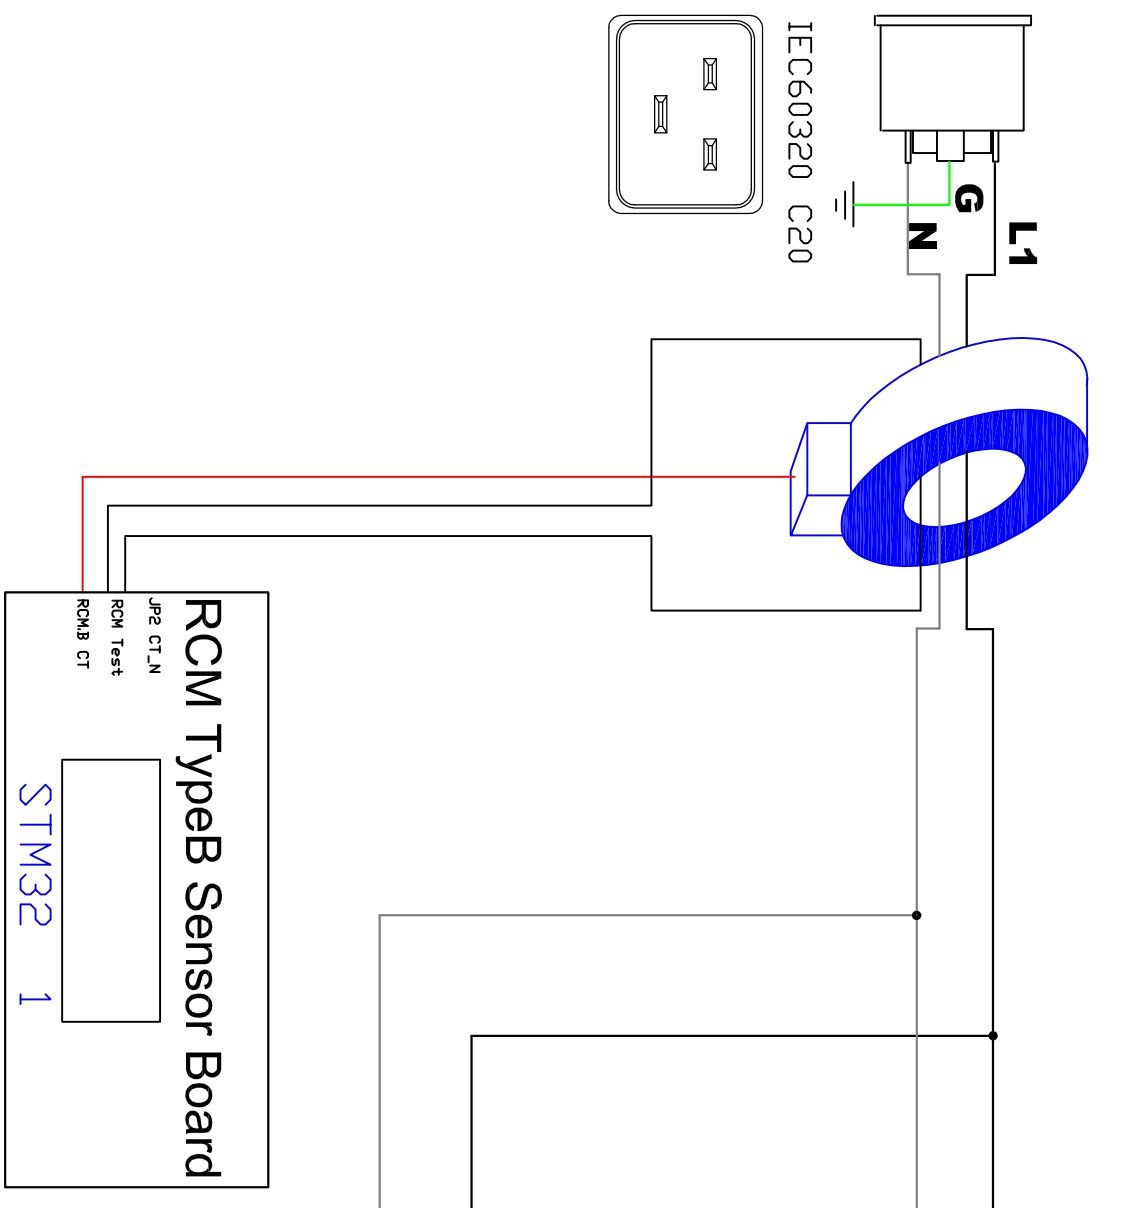 IEC60320 C20
G
N
L1
RCM TypeB Sensor Board
JP2 CT_N
RCM Test
RCM.B CT
STM32 1